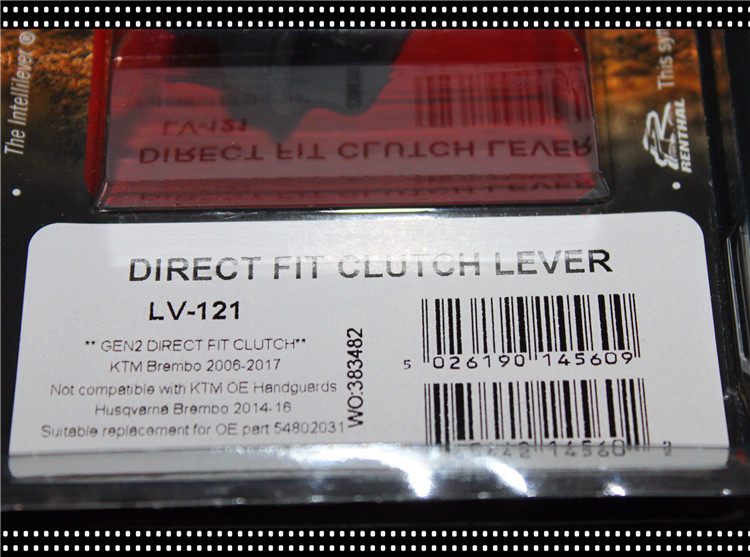 The Intellilever ®
This
RENTHAL
LV-121
DIRECT FIT CLUTCH LEVER
DIRECT FIT CLUTCH LEVER
LV-121
** GEN2 DIRECT FIT CLUTCH**
KTM Brembo 2006-2017
Not compatible with KTM OE Handguards
Husqvarna Brembo 2014-16
Suitable replacement for OE part 54802031
WO:383482
5 026190 145609